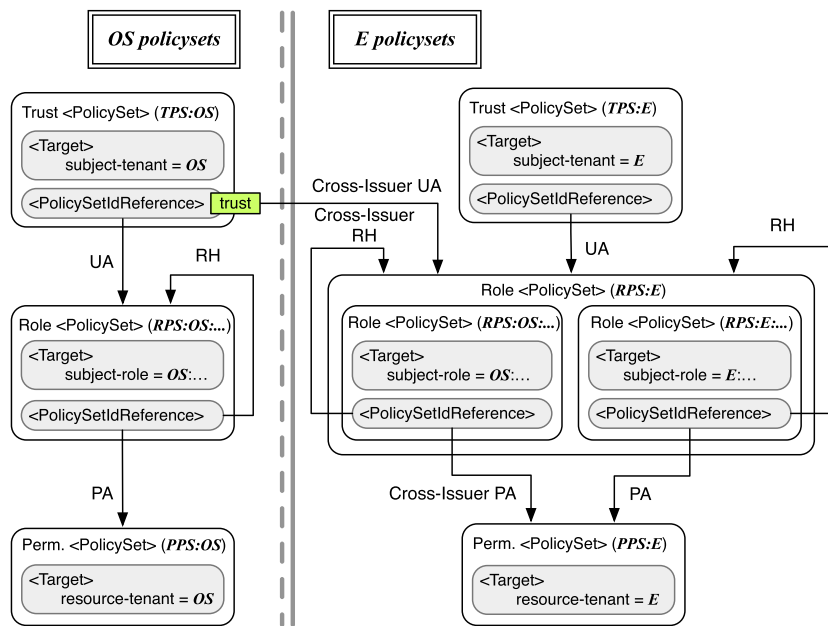 OS policysets
E policysets
Trust <PolicySet> (TPS:OS)
<Target>
subject-tenant = OS
<PolicySetIdReference>
trust
Trust <PolicySet> (TPS:E)
<Target>
subject-tenant = E
<PolicySetIdReference>
Cross-Issuer UA
Cross-Issuer
RH
UA
RH
UA
RH
Role <PolicySet> (RPS:OS:...)
<Target>
subject-role = OS:…
<PolicySetIdReference>
Role <PolicySet> (RPS:E)
Role <PolicySet> (RPS:OS:...)
<Target>
subject-role = OS:…
<PolicySetIdReference>
Role <PolicySet> (RPS:E:...)
<Target>
subject-role = E:…
<PolicySetIdReference>
PA
Cross-Issuer PA
PA
Perm. <PolicySet> (PPS:OS)
<Target>
resource-tenant = OS
Perm. <PolicySet> (PPS:E)
<Target>
resource-tenant = E